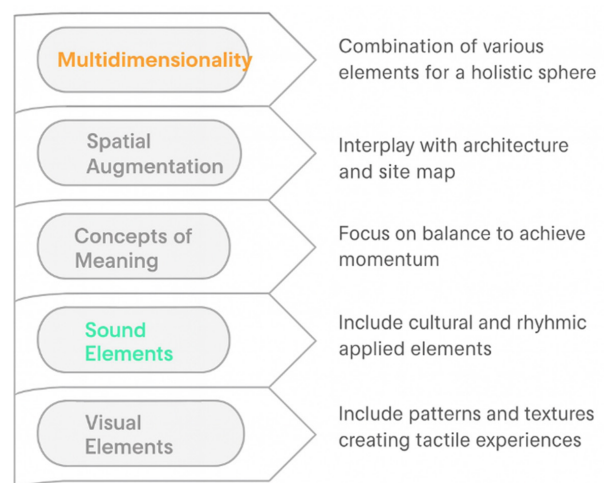 Multidimensionality
Combination of various
elements for a holistic sphere
Spatial
Augmentation
Interplay with architecture
and site map
Concepts of
Meaning
Focus on balance to achieve
momentum
Sound
Elements
Include cultural and rhyhmic
applied elements
Visual
Elements
Include patterns and textures
creating tactile experiences